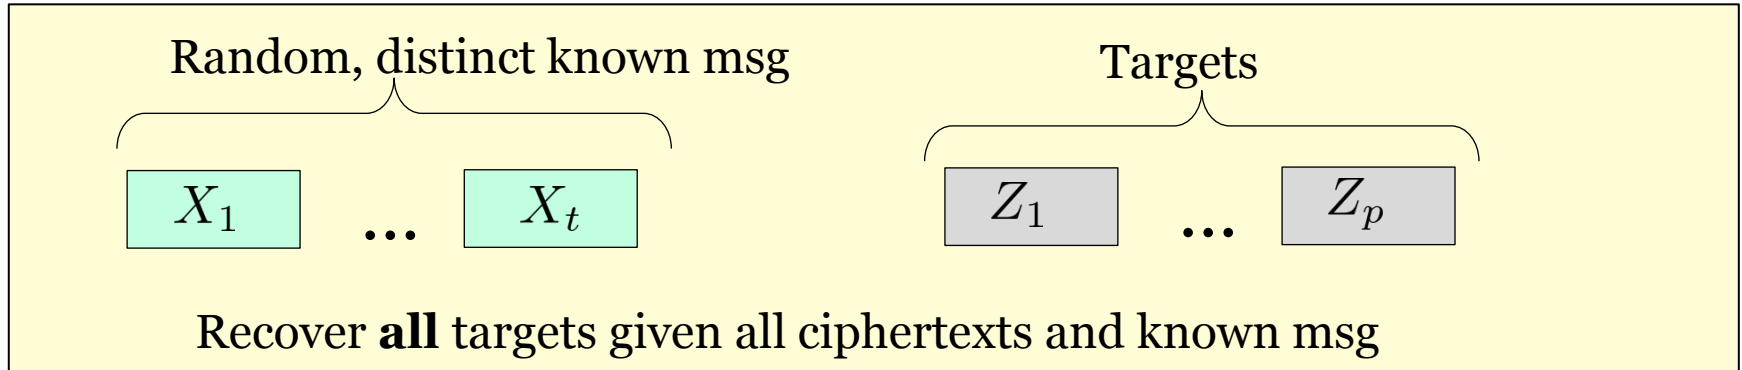 Random, distinct known msg
Targets
X₁ ... Xₜ
Z₁ ... Zₚ
Recover all targets given all ciphertexts and known msg